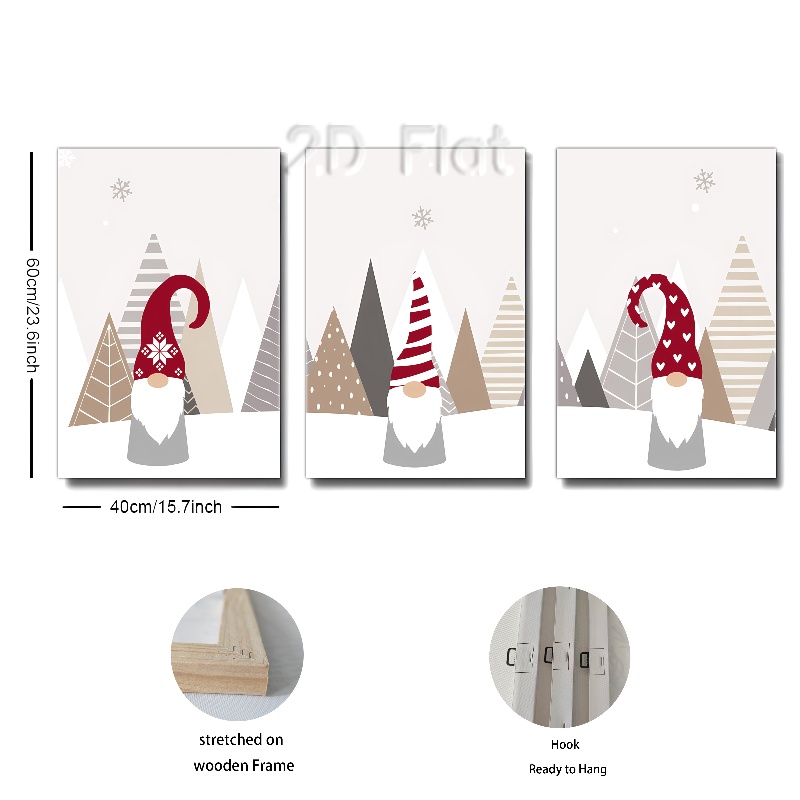 2D Flat
60cm/23.6inch
40cm/15.7inch
stretched on
wooden Frame
Hook
Ready to Hang